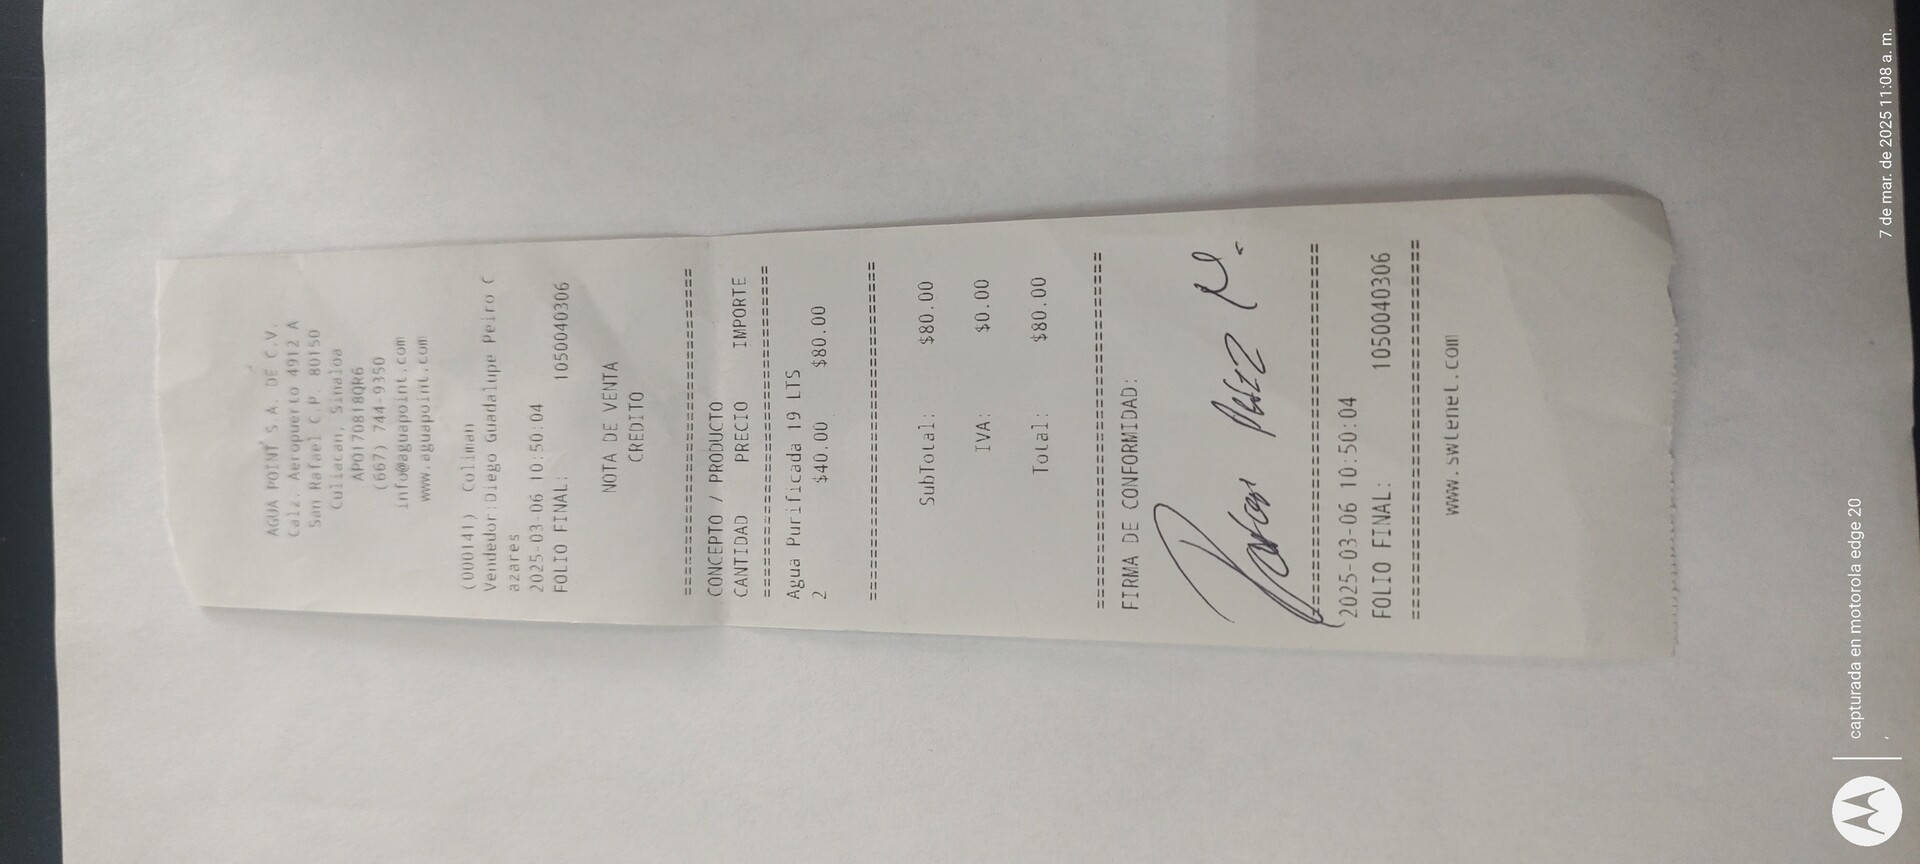 AGUA POINT S.A. DE C.V.
Calz. Aeropuerto 4912 A
San Rafael C.P. 80150
Culiacan, Sinaloa
APO170818QR6
(667) 744-9350
info@aguapoint.com
www.aguapoint.com
(000141) Coliman
Vendedor:Diego Guadalupe Peiro C
azares
2025-03-06 10:50:04
FOLIO FINAL: 1050040306
NOTA DE VENTA
CREDITO
================================
CONCEPTO / PRODUCTO
CANTIDAD PRECIO IMPORTE
================================
Agua Purificada 19 LTS
2 $40.00 $80.00
================================
SubTotal: $80.00
IVA: $0.00
Total: $80.00
================================
FIRMA DE CONFORMIDAD:
Perez
================================
2025-03-06 10:50:04
FOLIO FINAL: 1050040306
================================
www.swtenel.com
capturada en motorola edge 20
,
7 de mar. de 2025 11:08 a. m.